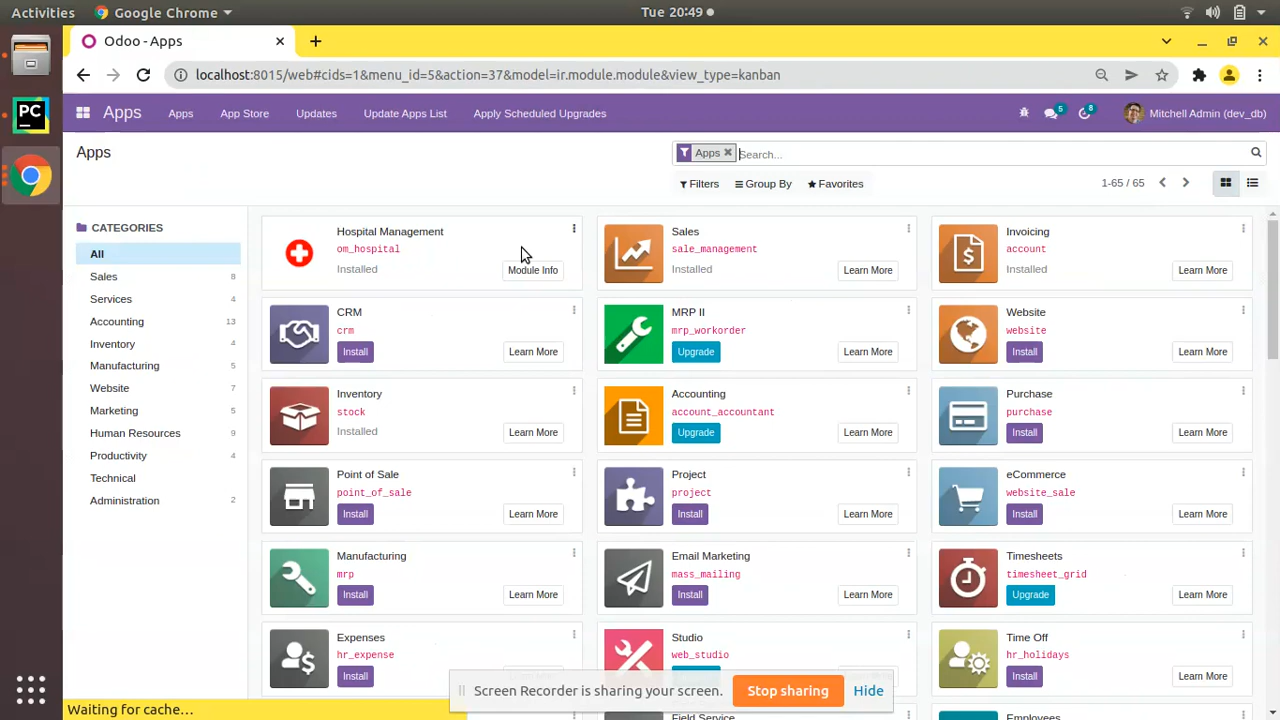 Activities
Google Chrome
Tue 20:49
Odoo - Apps
localhost:8015/web#cids=1&menu_id=5&action=37&model=ir.module.module&view_type=kanban
Apps
Apps
App Store
Updates
Update Apps List
Apply Scheduled Upgrades
5
8
Mitchell Admin (dev_db)
Apps
Apps
Search...
Filters
Group By
Favorites
1-65 / 65
CATEGORIES
All
Sales 8
Services 4
Accounting 13
Inventory 4
Manufacturing 5
Website 7
Marketing 5
Human Resources 9
Productivity 4
Technical
Administration 2
Hospital Management
om_hospital
Installed
Module Info
Sales
sale_management
Installed
Learn More
Invoicing
account
Installed
Learn More
CRM
crm
Install
Learn More
MRP II
mrp_workorder
Upgrade
Learn More
Website
website
Install
Learn More
Inventory
stock
Installed
Learn More
Accounting
account_accountant
Upgrade
Learn More
Purchase
purchase
Install
Learn More
Point of Sale
point_of_sale
Install
Learn More
Project
project
Install
Learn More
eCommerce
website_sale
Install
Learn More
Manufacturing
mrp
Install
Learn More
Email Marketing
mass_mailing
Install
Learn More
Timesheets
timesheet_grid
Upgrade
Learn More
Expenses
hr_expense
Install
Studio
web_studio
Time Off
hr_holidays
Install
Learn More
Field Service
Employees
Screen Recorder is sharing your screen.
Stop sharing
Hide
Waiting for cache...
PC